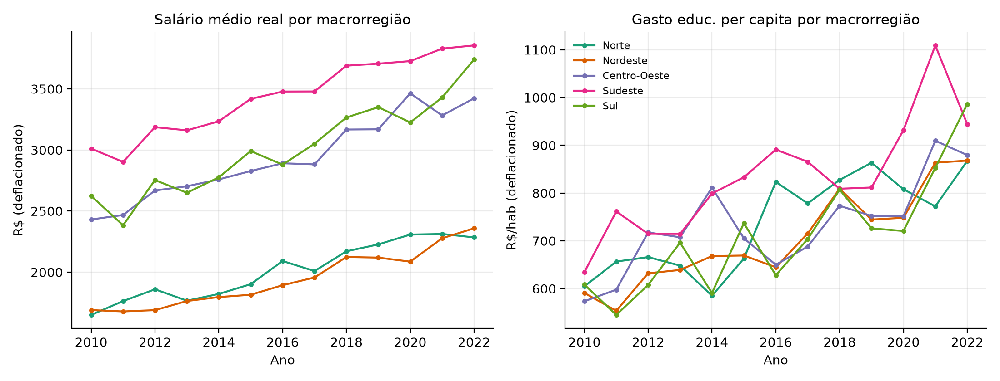 Salário médio real por macrorregião
R$ (deflacionado)
3500
3000
2500
2000
2010 2012 2014 2016 2018 2020 2022
Ano
Gasto educ. per capita por macrorregião
R$/hab (deflacionado)
1100
1000
900
800
700
600
Norte
Nordeste
Centro-Oeste
Sudeste
Sul
2010 2012 2014 2016 2018 2020 2022
Ano